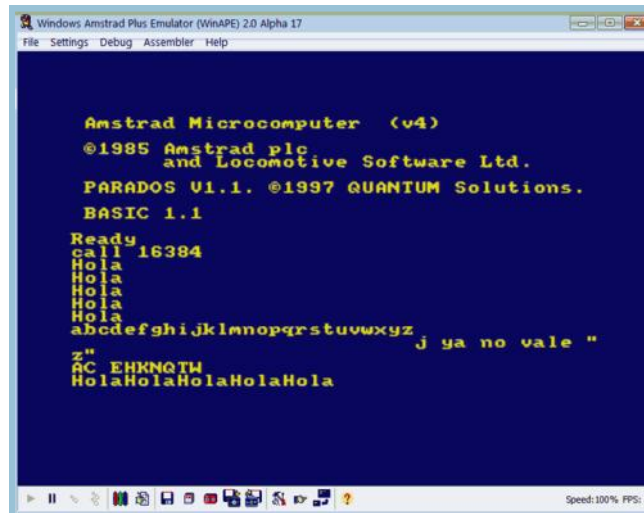 Windows Amstrad Plus Emulator (WinAPE) 2.0 Alpha 17
File Settings Debug Assembler Help
Amstrad Microcomputer (v4)
©1985 Amstrad plc
and Locomotive Software Ltd.
PARADOS V1.1. ©1997 QUANTUM Solutions.
BASIC 1.1
Ready
call 16384
Hola
Hola
Hola
Hola
Hola
abcdefghijklmnopqrstuvwxyz
j ya no vale "
z"
AC EHKNQTW
HolaHolaHolaHolaHola
Speed:100% FPS: